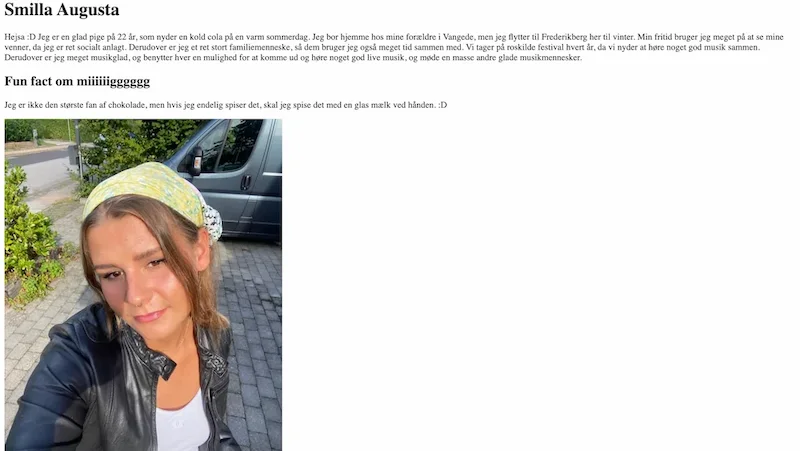 Smilla Augusta
Hejsa :D Jeg er en glad pige på 22 år, som nyder en kold cola på en varm sommerdag. Jeg bor hjemme hos mine forældre i Vangede, men jeg flytter til Frederikberg her til vinter. Min fritid bruger jeg meget på at se mine
venner, da jeg er ret socialt anlagt. Derudover er jeg et ret stort familiemenneske, så dem bruger jeg også meget tid sammen med. Vi tager på roskilde festival hvert år, da vi nyder at høre noget god musik sammen.
Derudover er jeg meget musikglad, og benytter hver en mulighed for at komme ud og høre noget god live musik, og møde en masse andre glade musikmennesker.
Fun fact om miiiiiigggggg
Jeg er ikke den største fan af chokolade, men hvis jeg endelig spiser det, skal jeg spise det med en glas mælk ved hånden. :D